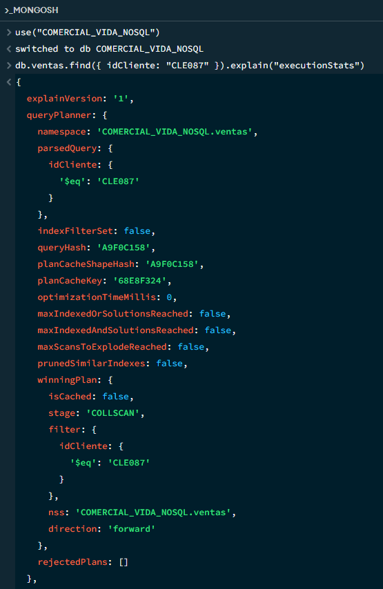 >_MONGOSH
> use("COMERCIAL_VIDA_NOSQL")
< switched to db COMERCIAL_VIDA_NOSQL
> db.ventas.find({ idCliente: "CLE087" }).explain("executionStats")
< {
explainVersion: '1',
queryPlanner: {
namespace: 'COMERCIAL_VIDA_NOSQL.ventas',
parsedQuery: {
idCliente: {
'$eq': 'CLE087'
}
},
indexFilterSet: false,
queryHash: 'A9F0C158',
planCacheShapeHash: 'A9F0C158',
planCacheKey: '68E8F324',
optimizationTimeMillis: 0,
maxIndexedOrSolutionsReached: false,
maxIndexedAndSolutionsReached: false,
maxScansToExplodeReached: false,
prunedSimilarIndexes: false,
winningPlan: {
isCached: false,
stage: 'COLLSCAN',
filter: {
idCliente: {
'$eq': 'CLE087'
}
},
nss: 'COMERCIAL_VIDA_NOSQL.ventas',
direction: 'forward'
},
rejectedPlans: []
},